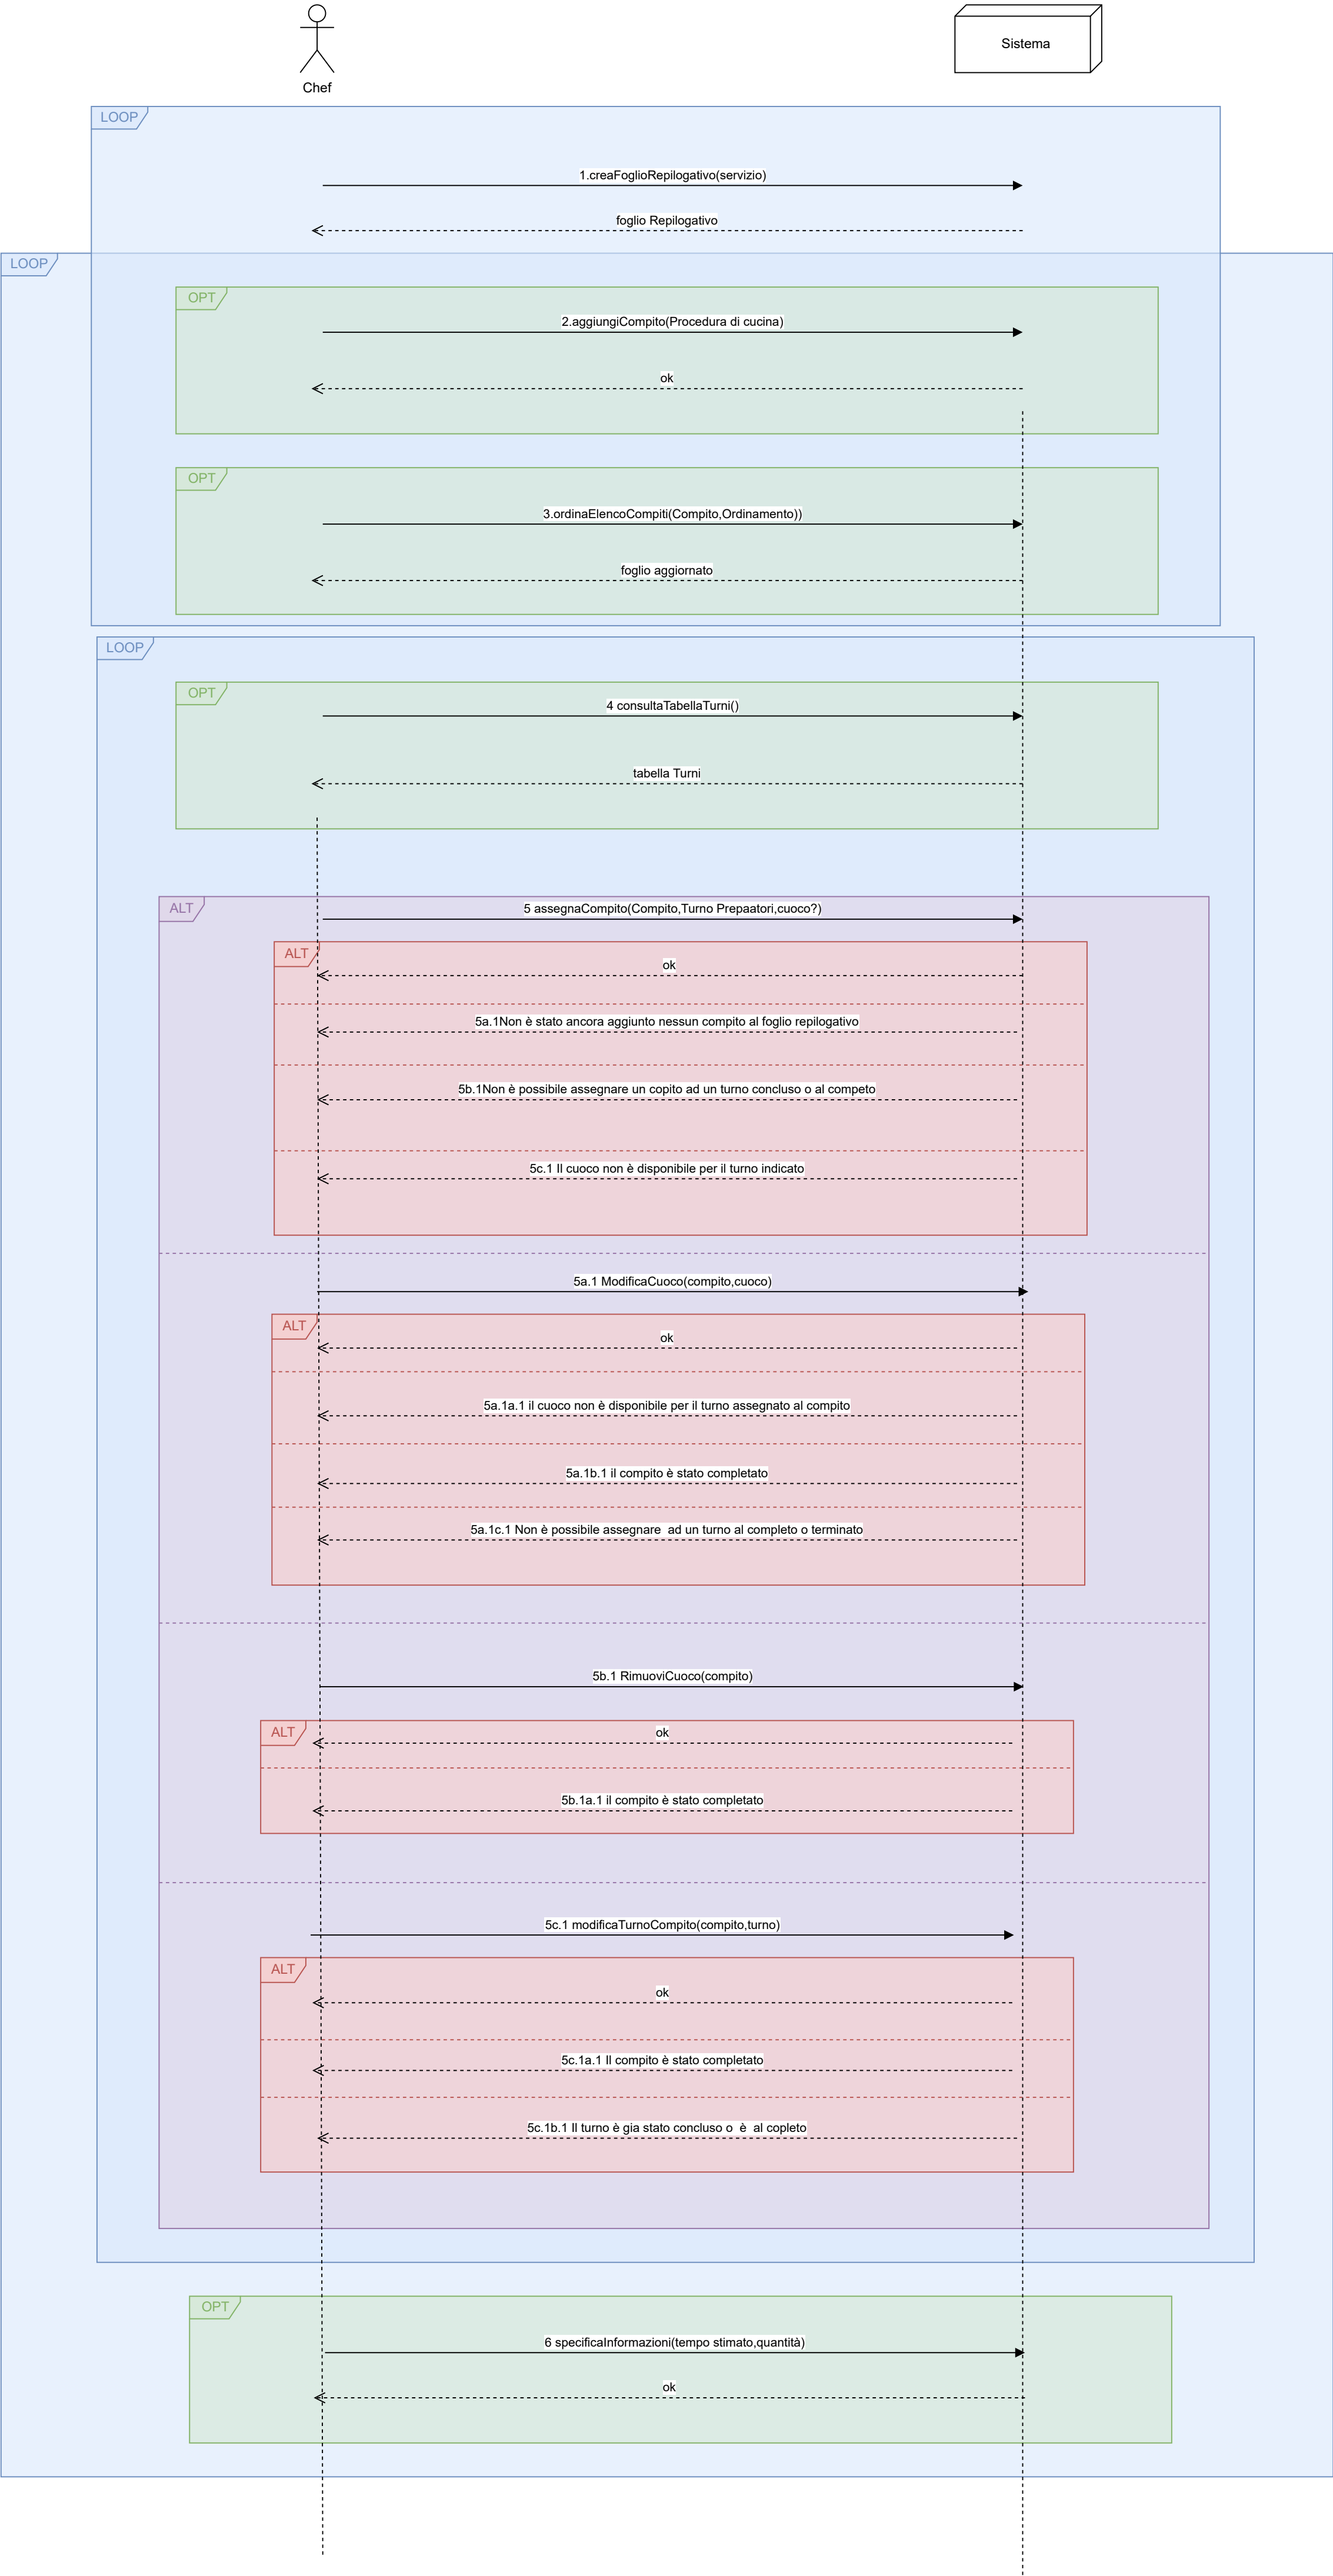 Chef
Sistema
LOOP
1.creaFoglioRepilogativo(servizio)
foglio Repilogativo
LOOP
OPT
2.aggiungiCompito(Procedura di cucina)
ok
OPT
3.ordinaElencoCompiti(Compito,Ordinamento))
foglio aggiornato
LOOP
OPT
4 consultaTabellaTurni()
tabella Turni
ALT
5 assegnaCompito(Compito,Turno Prepaatori,cuoco?)
ALT
ok
5a.1Non è stato ancora aggiunto nessun compito al foglio repilogativo
5b.1Non è possibile assegnare un copito ad un turno concluso o al competo
5c.1 Il cuoco non è disponibile per il turno indicato
5a.1 ModificaCuoco(compito,cuoco)
ALT
ok
5a.1a.1 il cuoco non è disponibile per il turno assegnato al compito
5a.1b.1 il compito è stato completato
5a.1c.1 Non è possibile assegnare  ad un turno al completo o terminato
5b.1 RimuoviCuoco(compito)
ALT
ok
5b.1a.1 il compito è stato completato
5c.1 modificaTurnoCompito(compito,turno)
ALT
ok
5c.1a.1 Il compito è stato completato
5c.1b.1 Il turno è gia stato concluso o  è  al copleto
OPT
6 specificaInformazioni(tempo stimato,quantità)
ok